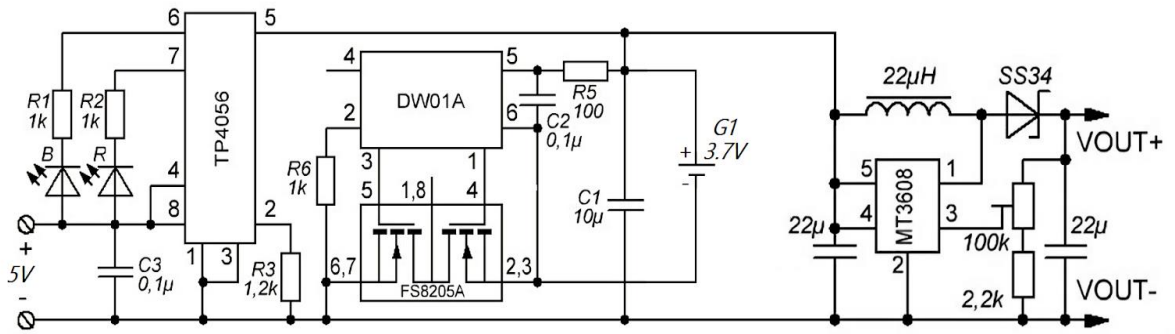 6
5
7
R1
1k
R2
1k
B
R
TP4056
4
8
2
1
3
+
5V
-
C3
0,1µ
R3
1,2k
4
5
2
6
DW01A
3
1
R5
100
C2
0,1µ
R6
1k
5
1,8
4
6,7
2,3
FS8205A
C1
10µ
G1
+
3.7V
-
22µH
SS34
VOUT+
5
1
4
3
MT3608
2
22µ
100k
22µ
2,2k
VOUT-